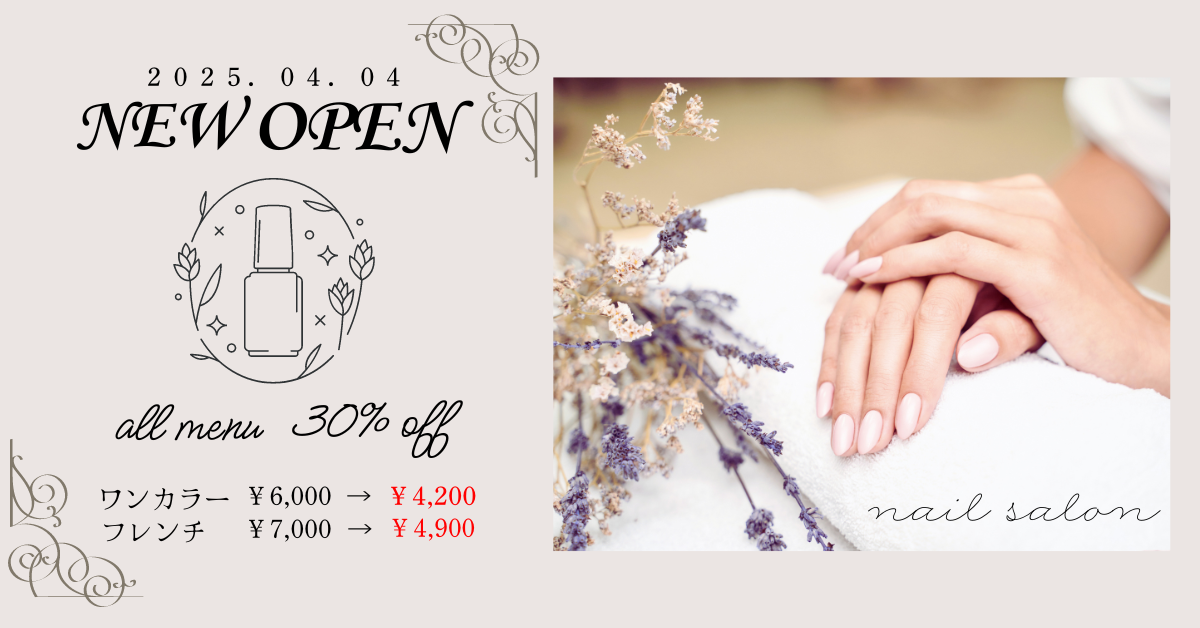 2025. 04. 04
NEW OPEN
all menu 30% off
ワンカラー ¥6,000 → ¥4,200
フレンチ ¥7,000 → ¥4,900
nail salon